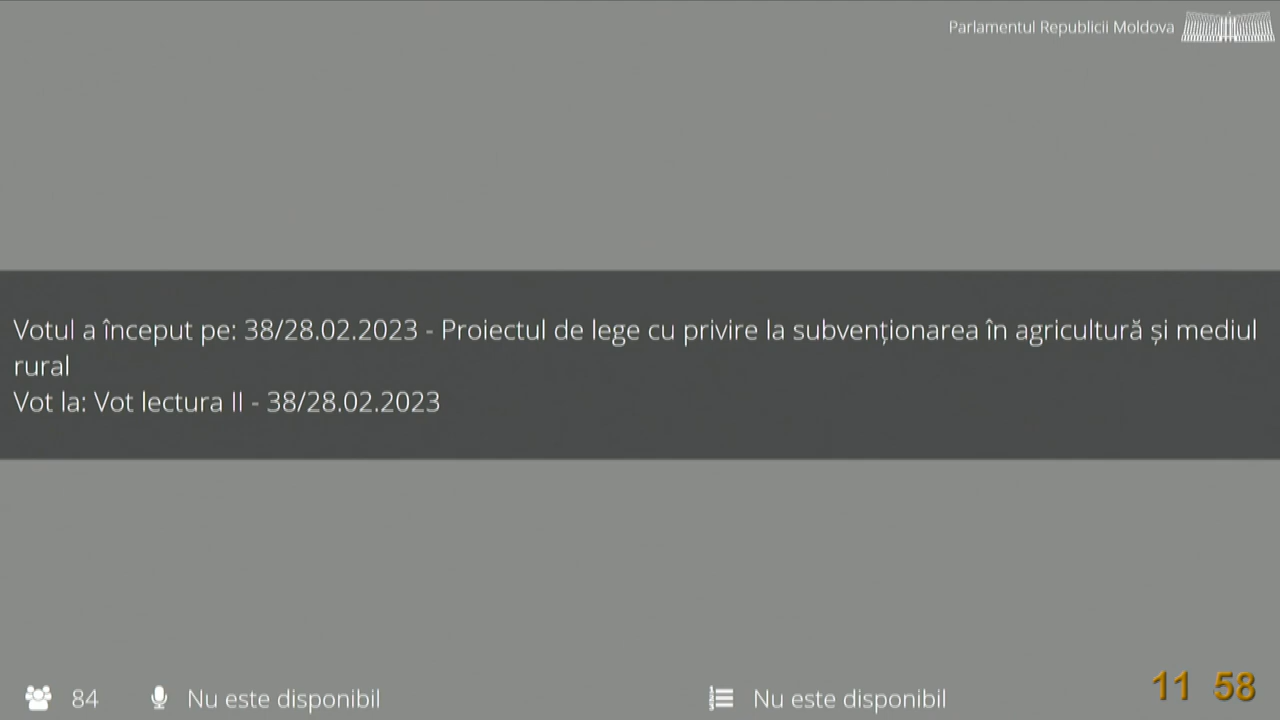 Parlamentul Republicii Moldova
Votul a început pe: 38/28.02.2023 - Proiectul de lege cu privire la subvenționarea în agricultură și mediul
rural
Vot la: Vot lectura II - 38/28.02.2023
84 Nu este disponibil Nu este disponibil 11 58